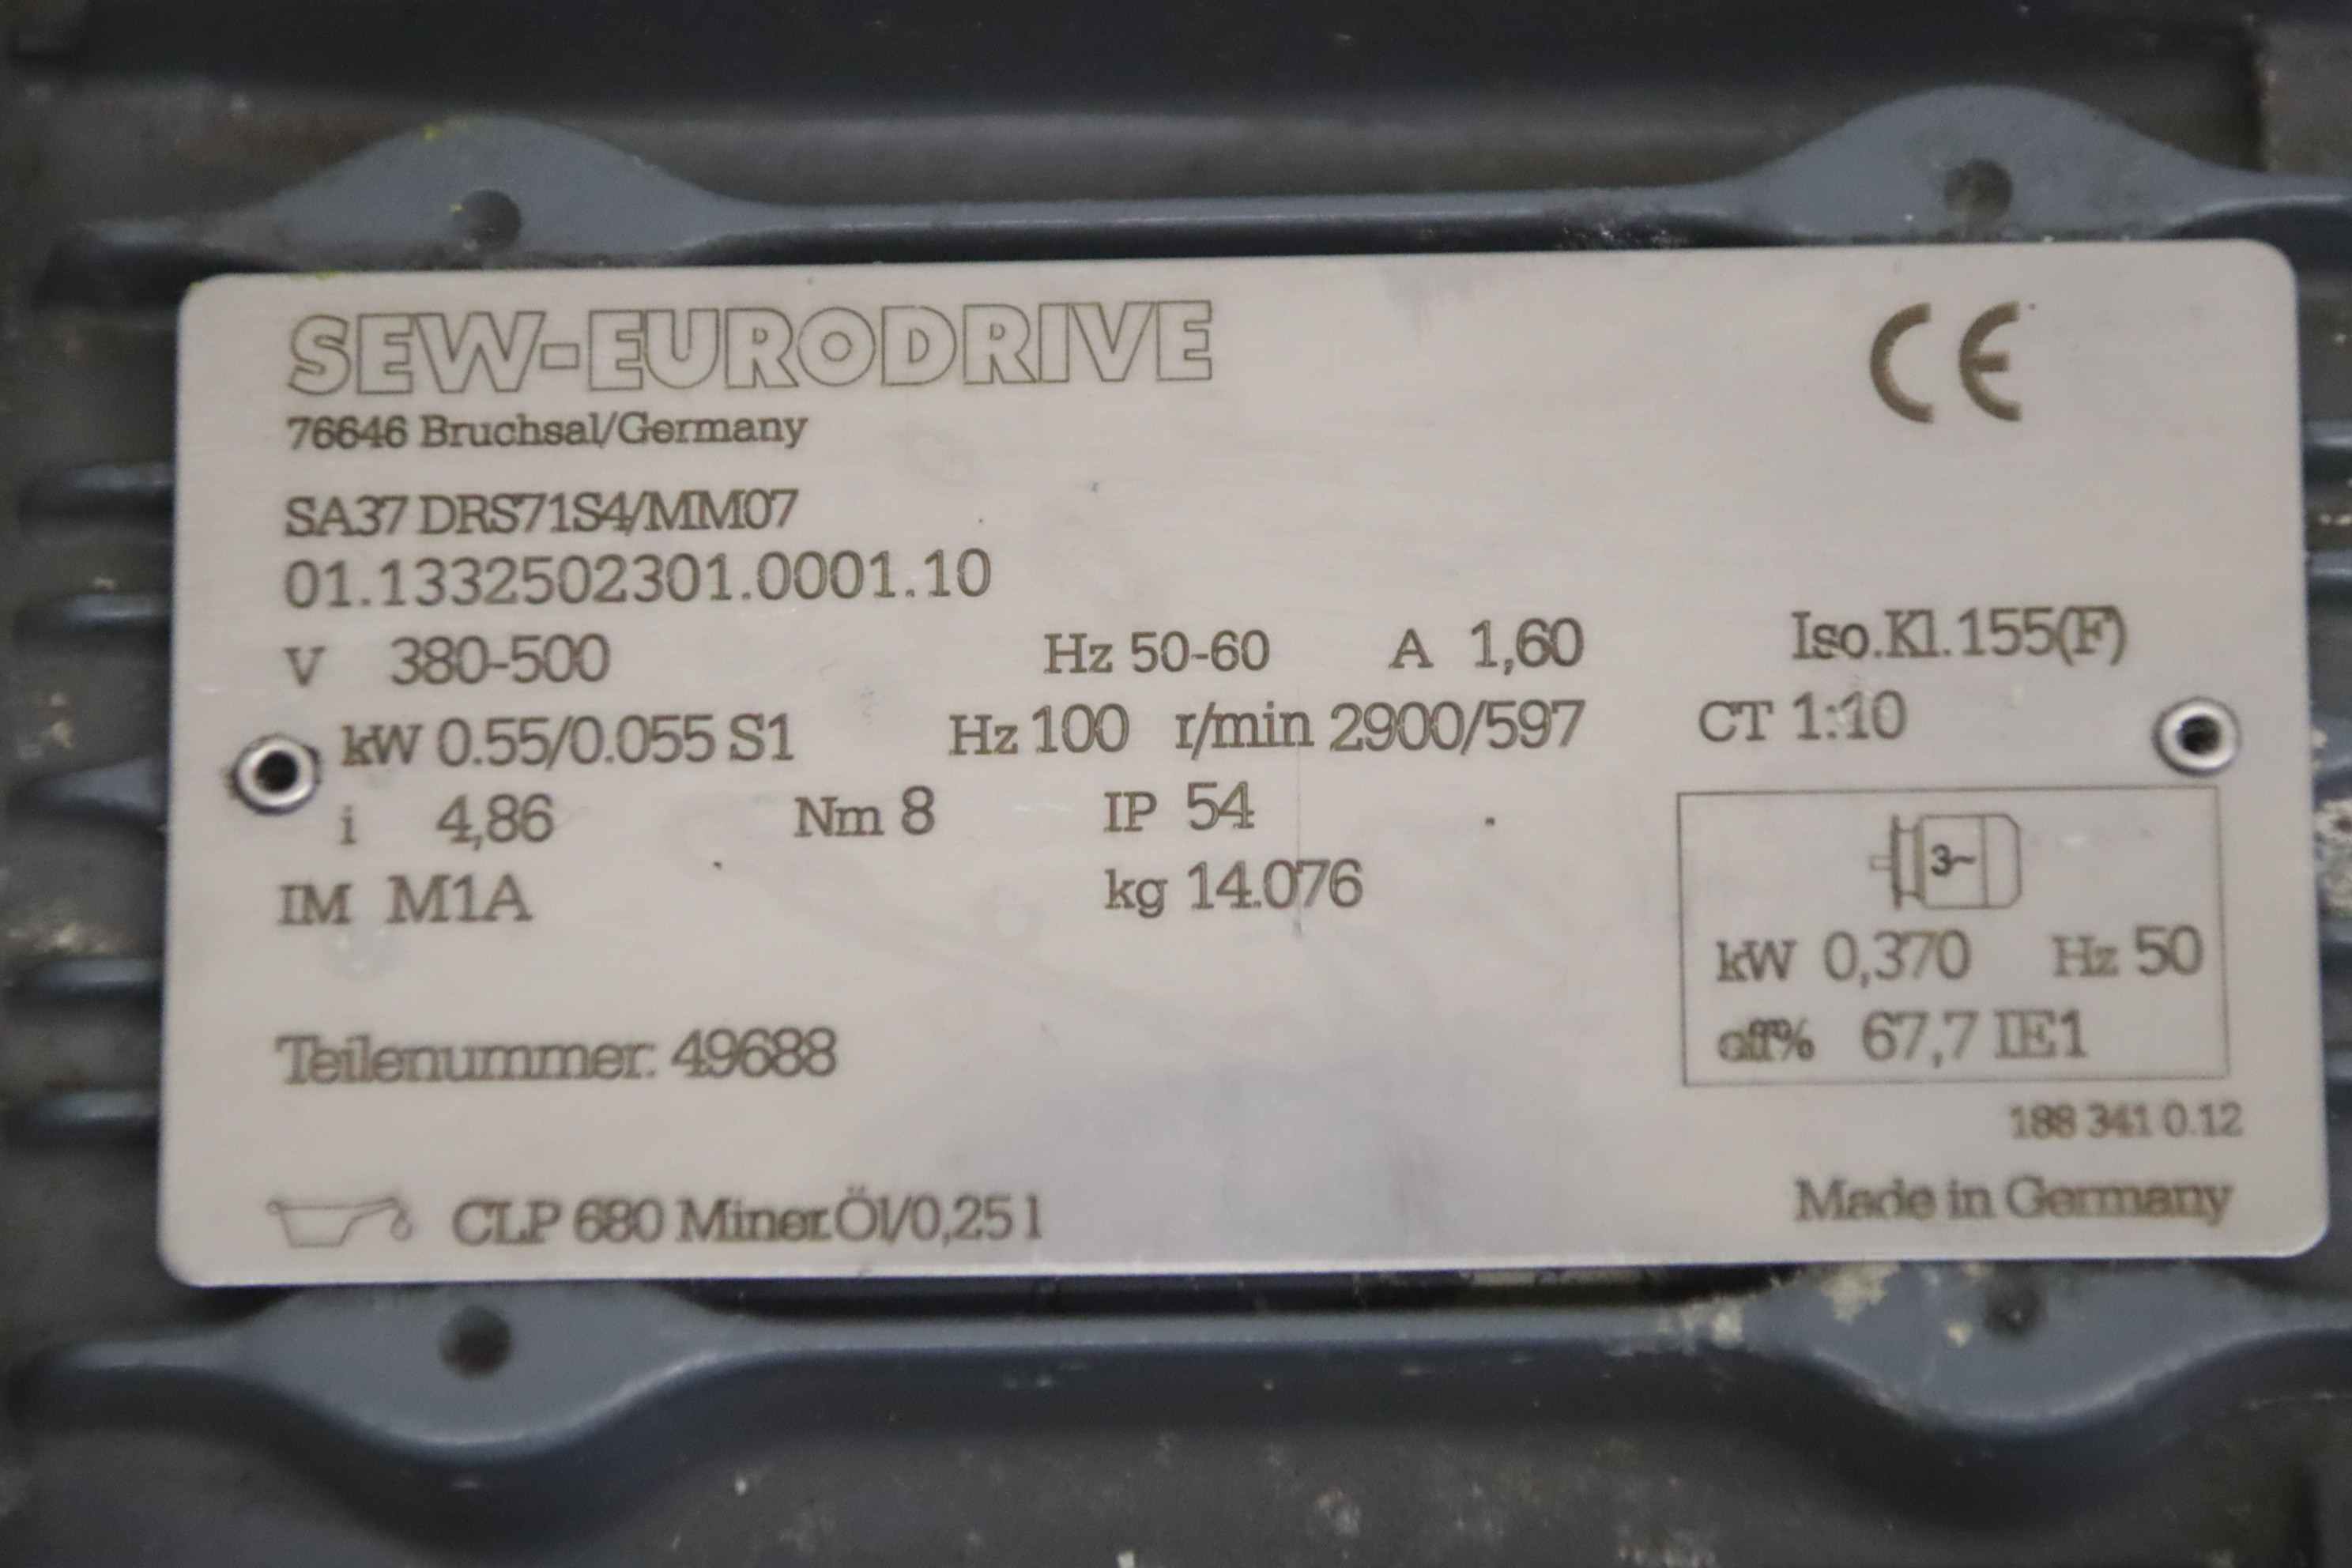 SEW-EURODRIVE
CE
76646 Bruchsal/Germany
SA37 DRS71S4/MM07
01.1332502301.0001.10
V 380-500 Hz 50-60 A 1,60 Iso.Kl.155(F)
kW 0.55/0.055 S1 Hz 100 r/min 2900/597 CT 1:10
i 4,86 Nm 8 IP 54
IM M1A kg 14.076
3~
kW 0,370 Hz 50
eff% 67,7 IE1
Teilenummer: 49688
188 341 0.12
CLP 680 Miner.Öl/0,25 l
Made in Germany